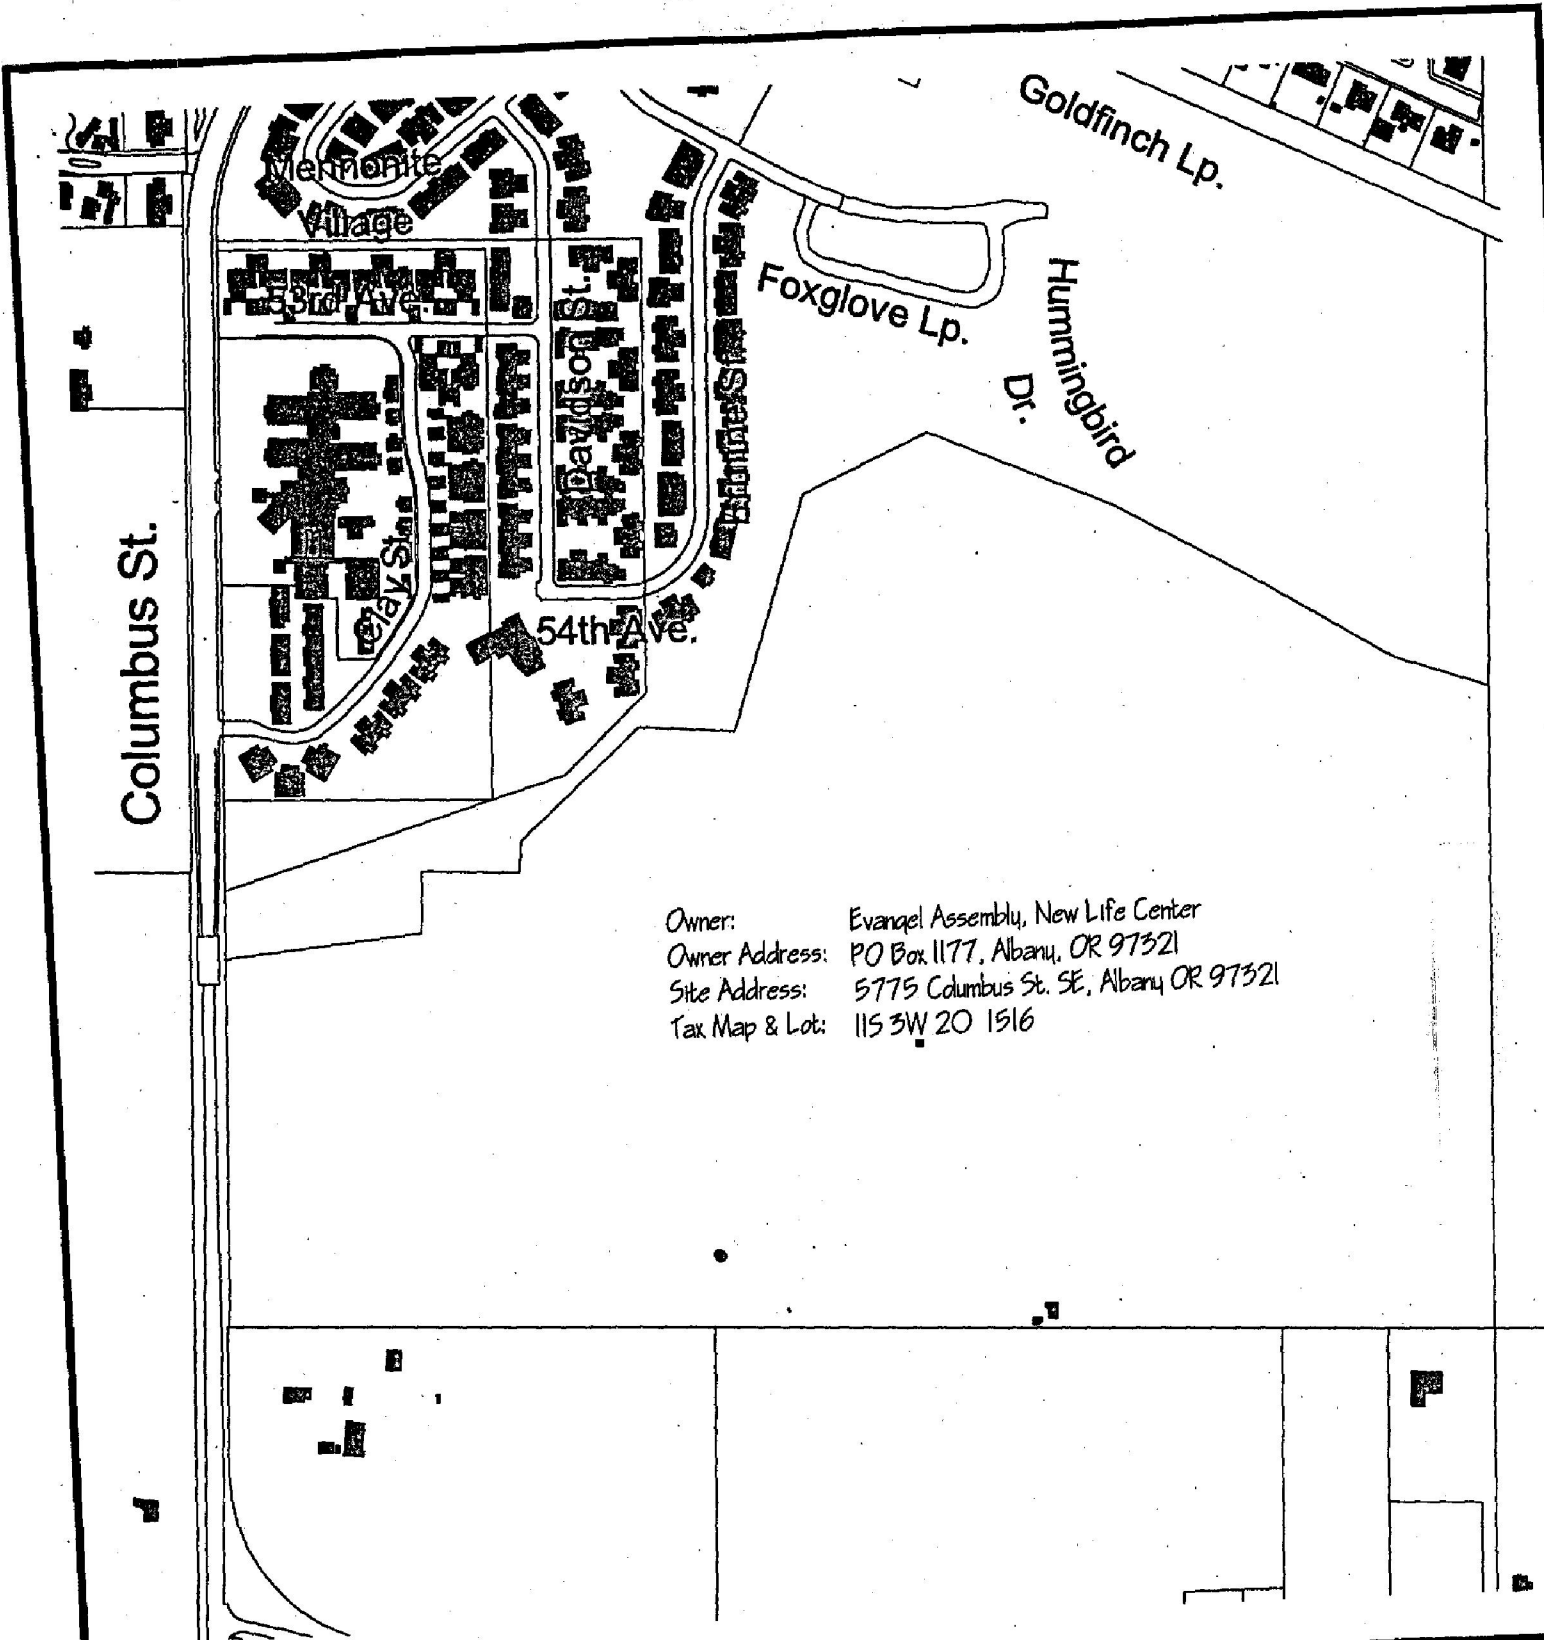 Goldfinch Lp.
Mennonite
Village
53rd Ave.
Davidson St.
Foxglove Lp.
Hummingbird
Dr.
Columbus St.
Clay St.
54th Ave.
Owner: Evangel Assembly, New Life Center
Owner Address: PO Box 1177, Albany, OR 97321
Site Address: 5775 Columbus St. SE, Albany OR 97321
Tax Map & Lot: 11S 3W 20 1516